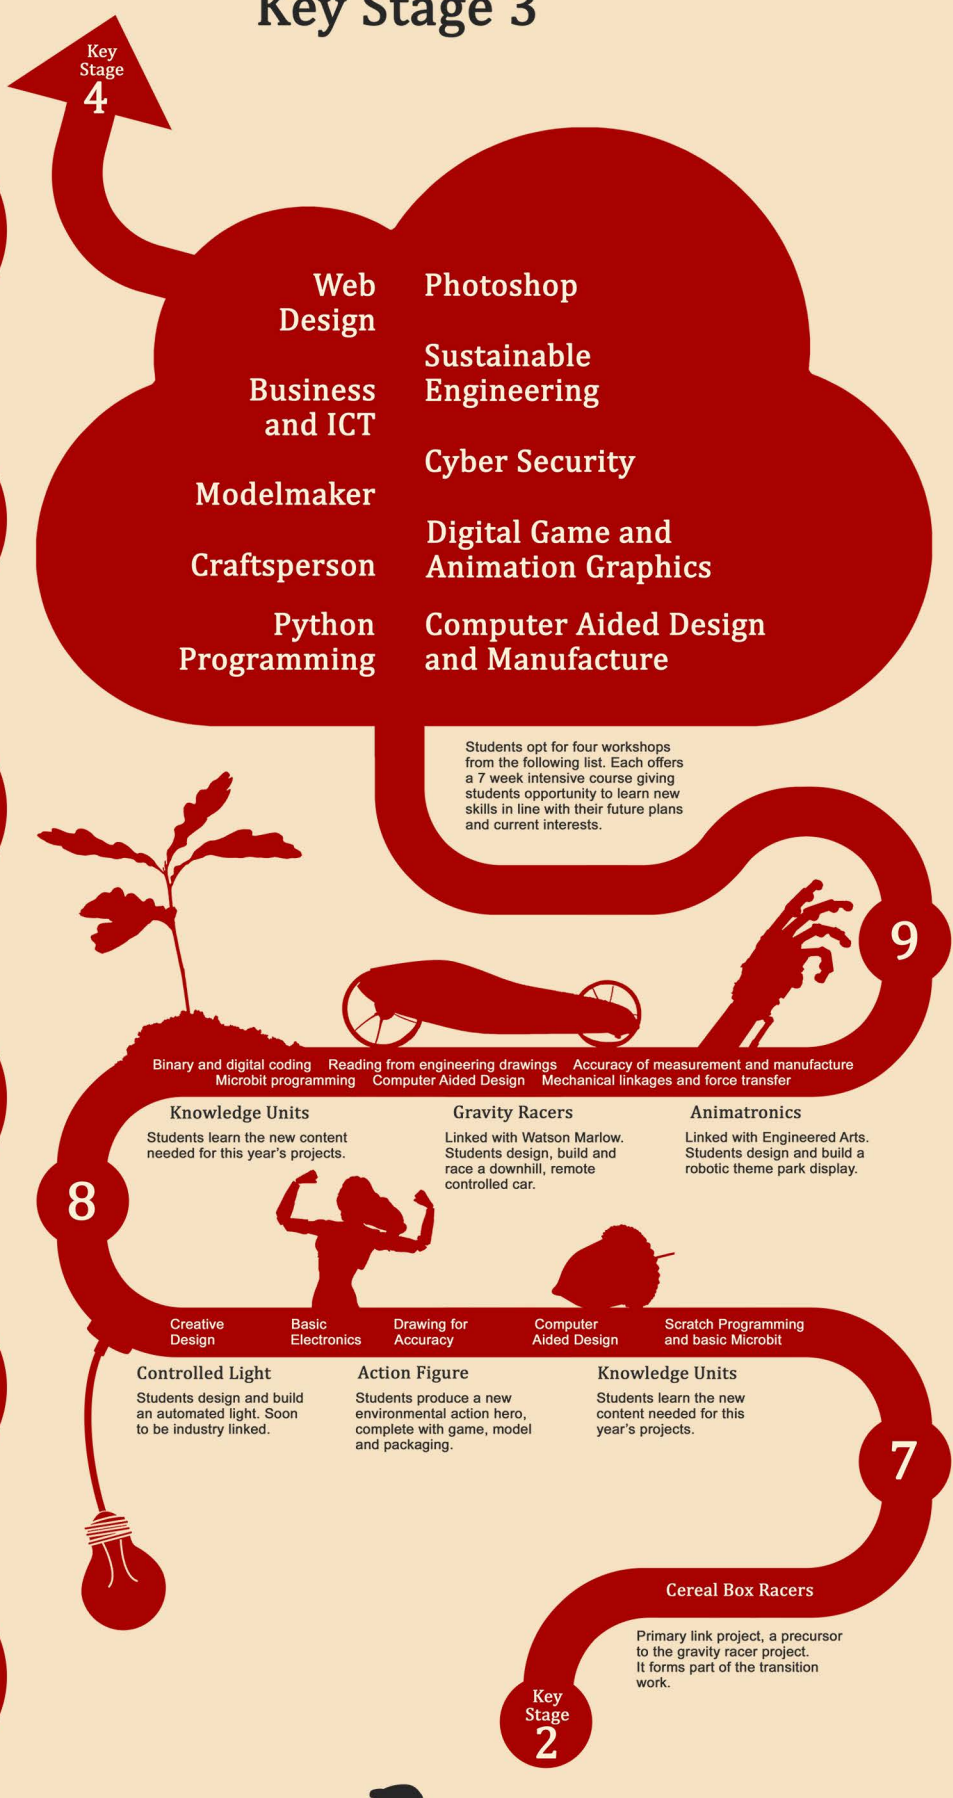 Key Stage 3
Key
Stage
4
Web
Design
Business
and ICT
Modelmaker
Craftsperson
Python
Programming
Photoshop
Sustainable
Engineering
Cyber Security
Digital Game and
Animation Graphics
Computer Aided Design
and Manufacture
Students opt for four workshops
from the following list. Each offers
a 7 week intensive course giving
students opportunity to learn new
skills in line with their future plans
and current interests.
9
Binary and digital coding Reading from engineering drawings Accuracy of measurement and manufacture
Microbit programming Computer Aided Design Mechanical linkages and force transfer
Knowledge Units
Students learn the new content
needed for this year's projects.
Gravity Racers
Linked with Watson Marlow.
Students design, build and
race a downhill, remote
controlled car.
Animatronics
Linked with Engineered Arts.
Students design and build a
robotic theme park display.
8
Creative
Design
Basic
Electronics
Drawing for
Accuracy
Computer
Aided Design
Scratch Programming
and basic Microbit
Controlled Light
Students design and build
an automated light. Soon
to be industry linked.
Action Figure
Students produce a new
environmental action hero,
complete with game, model
and packaging.
Knowledge Units
Students learn the new
content needed for this
year's projects.
7
Cereal Box Racers
Primary link project, a precursor
to the gravity racer project.
It forms part of the transition
work.
Key
Stage
2